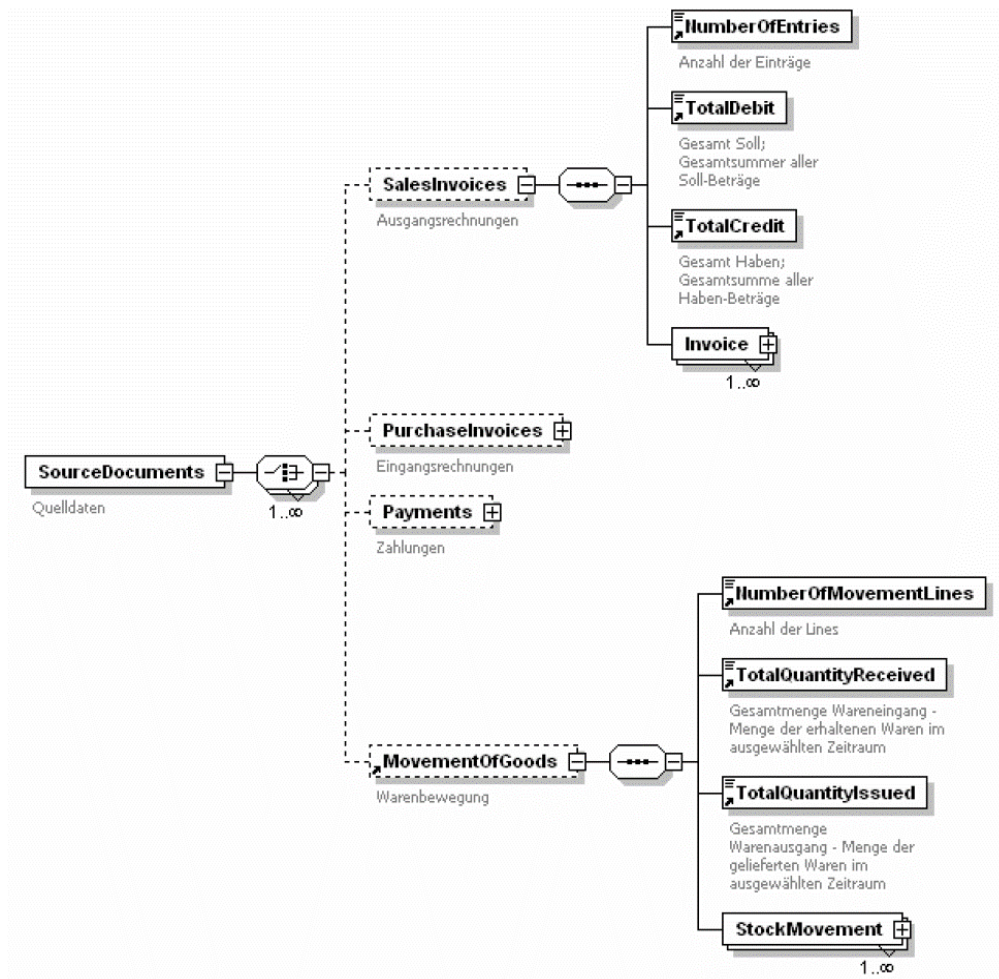 NumberOfEntries
Anzahl der Einträge
TotalDebit
Gesamt Soll;
Gesamtsummer aller
Soll-Beträge
SalesInvoices
Ausgangsrechnungen
TotalCredit
Gesamt Haben;
Gesamtsumme aller
Haben-Beträge
Invoice
1..∞
PurchaseInvoices
Eingangsrechnungen
SourceDocuments
Quelldaten
1..∞
Payments
Zahlungen
NumberOfMovementLines
Anzahl der Lines
TotalQuantityReceived
Gesamtmenge Wareneingang -
Menge der erhaltenen Waren im
ausgewählten Zeitraum
MovementOfGoods
Warenbewegung
TotalQuantityIssued
Gesamtmenge
Warenausgang - Menge der
gelieferten Waren im
ausgewählten Zeitraum
StockMovement
1..∞